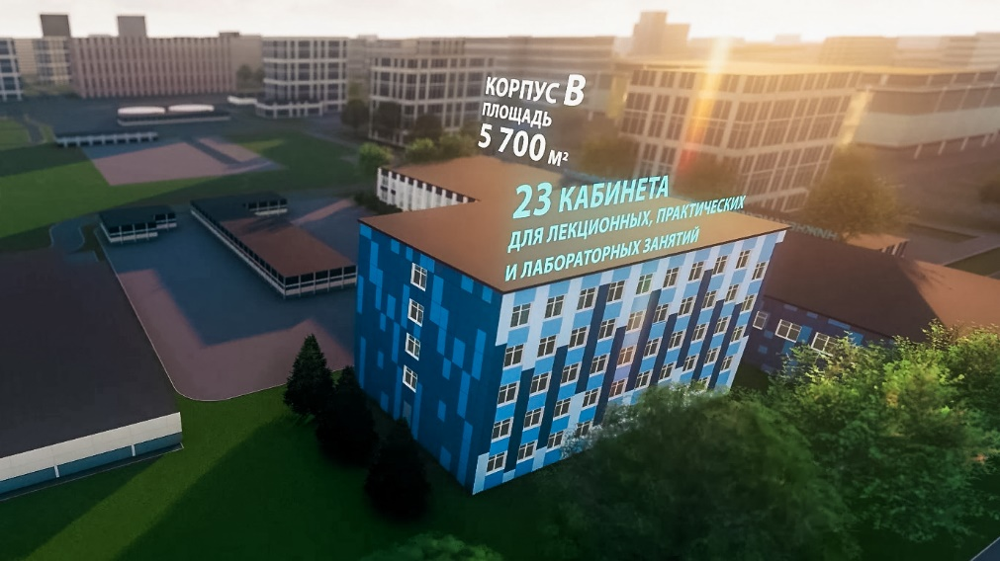 КОРПУС В
ПЛОЩАДЬ
5 700 М²
23 КАБИНЕТА
ДЛЯ ЛЕКЦИОННЫХ, ПРАКТИЧЕСКИХ
И ЛАБОРАТОРНЫХ ЗАНЯТИЙ